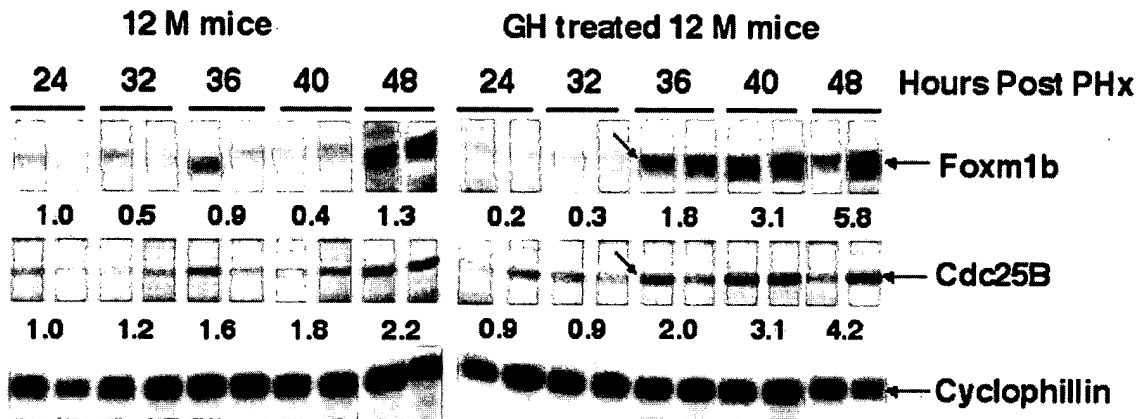 12 M mice GH treated 12 M mice
24 32 36 40 48 24 32 36 40 48 Hours Post PHx
Foxm1b
1.0 0.5 0.9 0.4 1.3 0.2 0.3 1.8 3.1 5.8
Cdc25B
1.0 1.2 1.6 1.8 2.2 0.9 0.9 2.0 3.1 4.2
Cyclophillin